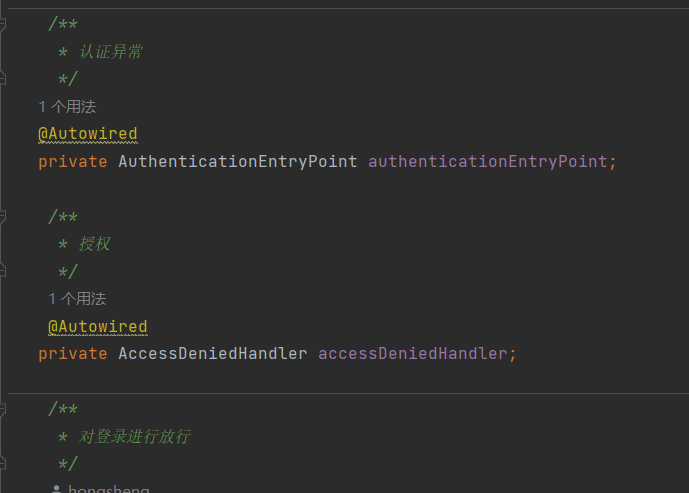 /**
* 认证异常
*/
1 个用法
@Autowired
private AuthenticationEntryPoint authenticationEntryPoint;
/**
* 授权
*/
1 个用法
@Autowired
private AccessDeniedHandler accessDeniedHandler;
/**
* 对登录进行放行
*/
hongsheng